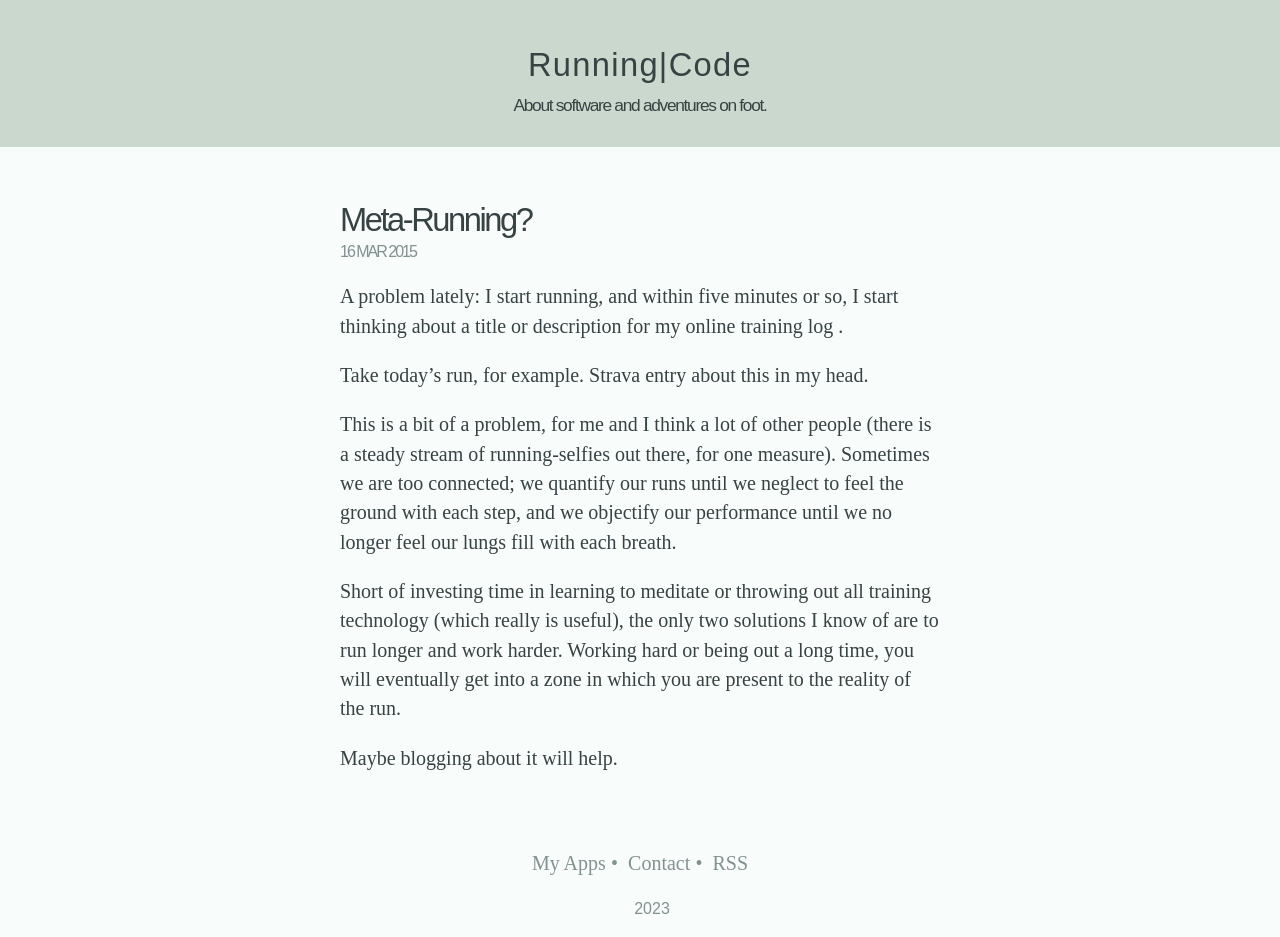 Running|Code
About software and adventures on foot.
Meta-Running?
16 MAR 2015
A problem lately: I start running, and within five minutes or so, I start
thinking about a title or description for my online training log .
Take today’s run, for example. Strava entry about this in my head.
This is a bit of a problem, for me and I think a lot of other people (there is
a steady stream of running-selfies out there, for one measure). Sometimes
we are too connected; we quantify our runs until we neglect to feel the
ground with each step, and we objectify our performance until we no
longer feel our lungs fill with each breath.
Short of investing time in learning to meditate or throwing out all training
technology (which really is useful), the only two solutions I know of are to
run longer and work harder. Working hard or being out a long time, you
will eventually get into a zone in which you are present to the reality of
the run.
Maybe blogging about it will help.
My Apps • Contact • RSS
2023